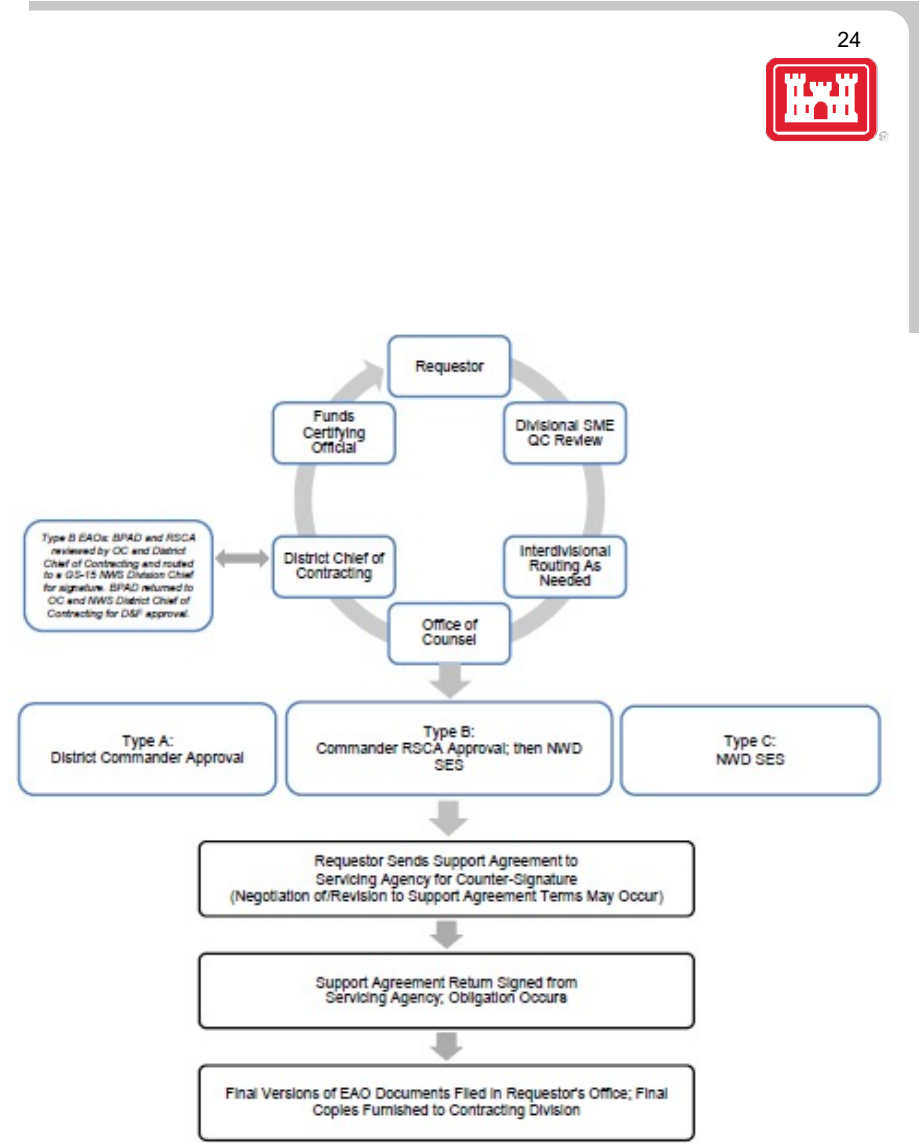 24
®
Requestor
Divisional SME
QC Review
Interdivisional
Routing As
Needed
Office of
Counsel
District Chief of
Contracting
Funds
Certifying
Official
Type B EAOs: BPAD and RSCA
reviewed by OC and District
Chief of Contracting and routed
to a GS-15 NWS Division Chief
for signature. BPAD returned to
OC and NWS District Chief of
Contracting for D&F approval.
Type A:
District Commander Approval
Type B:
Commander RSCA Approval; then NWD
SES
Type C:
NWD SES
Requestor Sends Support Agreement to
Servicing Agency for Counter-Signature
(Negotiation of/Revision to Support Agreement Terms May Occur)
Support Agreement Return Signed from
Servicing Agency; Obligation Occurs
Final Versions of EAO Documents Filed in Requestor's Office; Final
Copies Furnished to Contracting Division